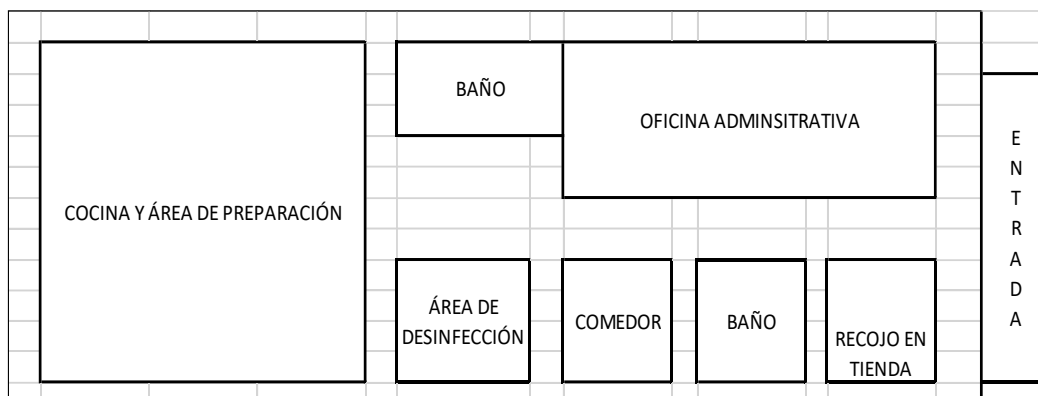 BAÑO
OFICINA ADMINSITRATIVA
COCINA Y ÁREA DE PREPARACIÓN
ÁREA DE
DESINFECCIÓN
COMEDOR
BAÑO
RECOJO EN
TIENDA
E
N
T
R
A
D
A